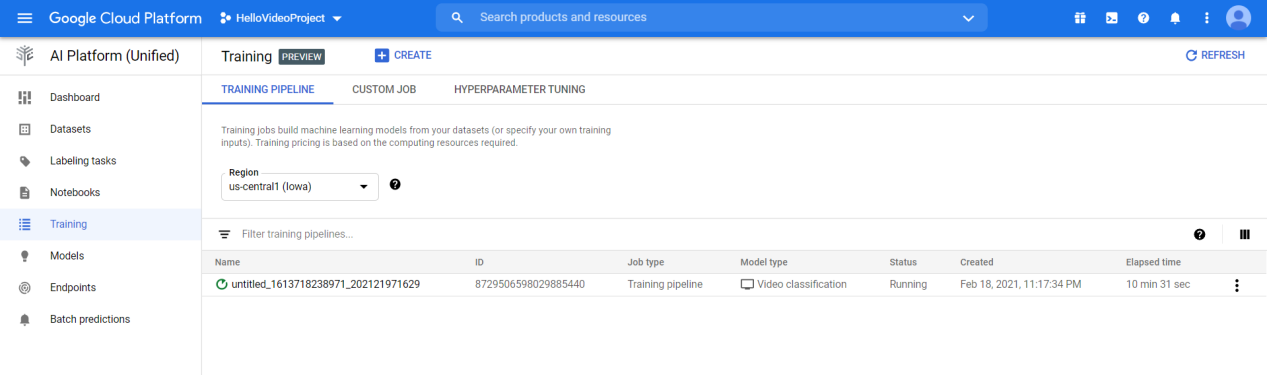 Google Cloud Platform HelloVideoProject Search products and resources
AI Platform (Unified) Training PREVIEW CREATE REFRESH
Dashboard
Datasets
Labeling tasks
Notebooks
Training
Models
Endpoints
Batch predictions
TRAINING PIPELINE CUSTOM JOB HYPERPARAMETER TUNING
Training jobs build machine learning models from your datasets (or specify your own training
inputs). Training pricing is based on the computing resources required.
Region
us-central1 (Iowa)
Filter training pipelines...
Name ID Job type Model type Status Created Elapsed time
untitled_1613718238971_202121971629 8729506598029885440 Training pipeline Video classification Running Feb 18, 2021, 11:17:34 PM 10 min 31 sec